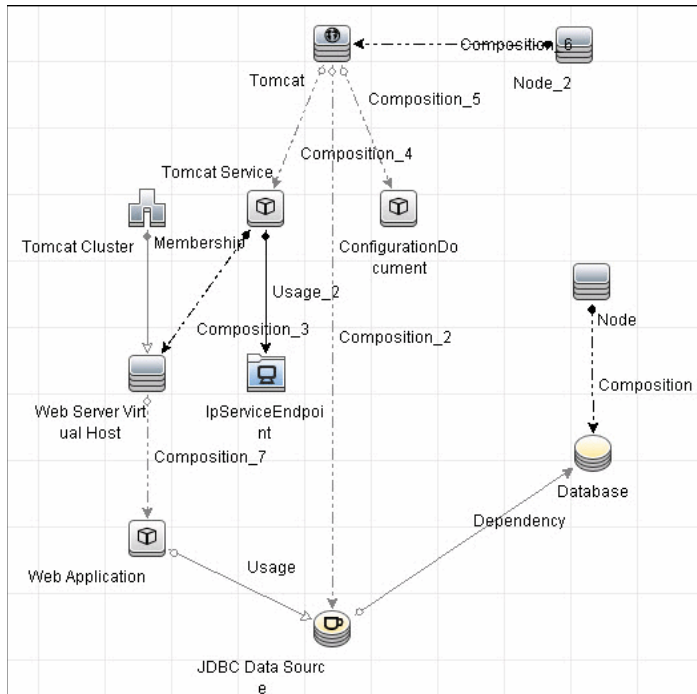 Composition_6
Tomcat
Node_2
Composition_5
Composition_4
Tomcat Service
Tomcat Cluster
Membership
ConfigurationDo
cument
Usage_2
Node
Composition_3
Composition_2
Composition
Web Server Virt
ual Host
IpServiceEndpoi
nt
Composition_7
Database
Dependency
Usage
Web Application
JDBC Data Sourc
e